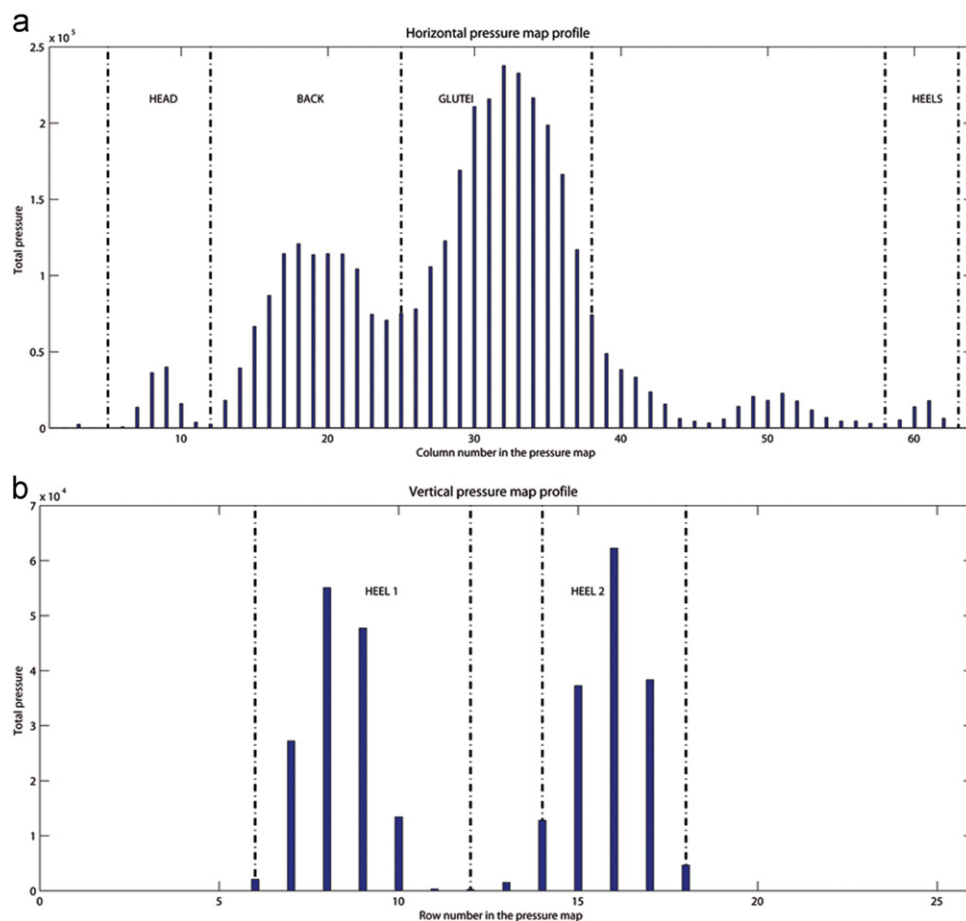 a
x 10^5
Horizontal pressure map profile
2.5
2
1.5
1
0.5
0
HEAD
BACK
GLUTEI
HEELS
Total pressure
10
20
30
40
50
60
Column number in the pressure map
b
x 10^4
Vertical pressure map profile
7
6
5
4
3
2
1
0
HEEL 1
HEEL 2
Total pressure
0
5
10
15
20
25
Row number in the pressure map